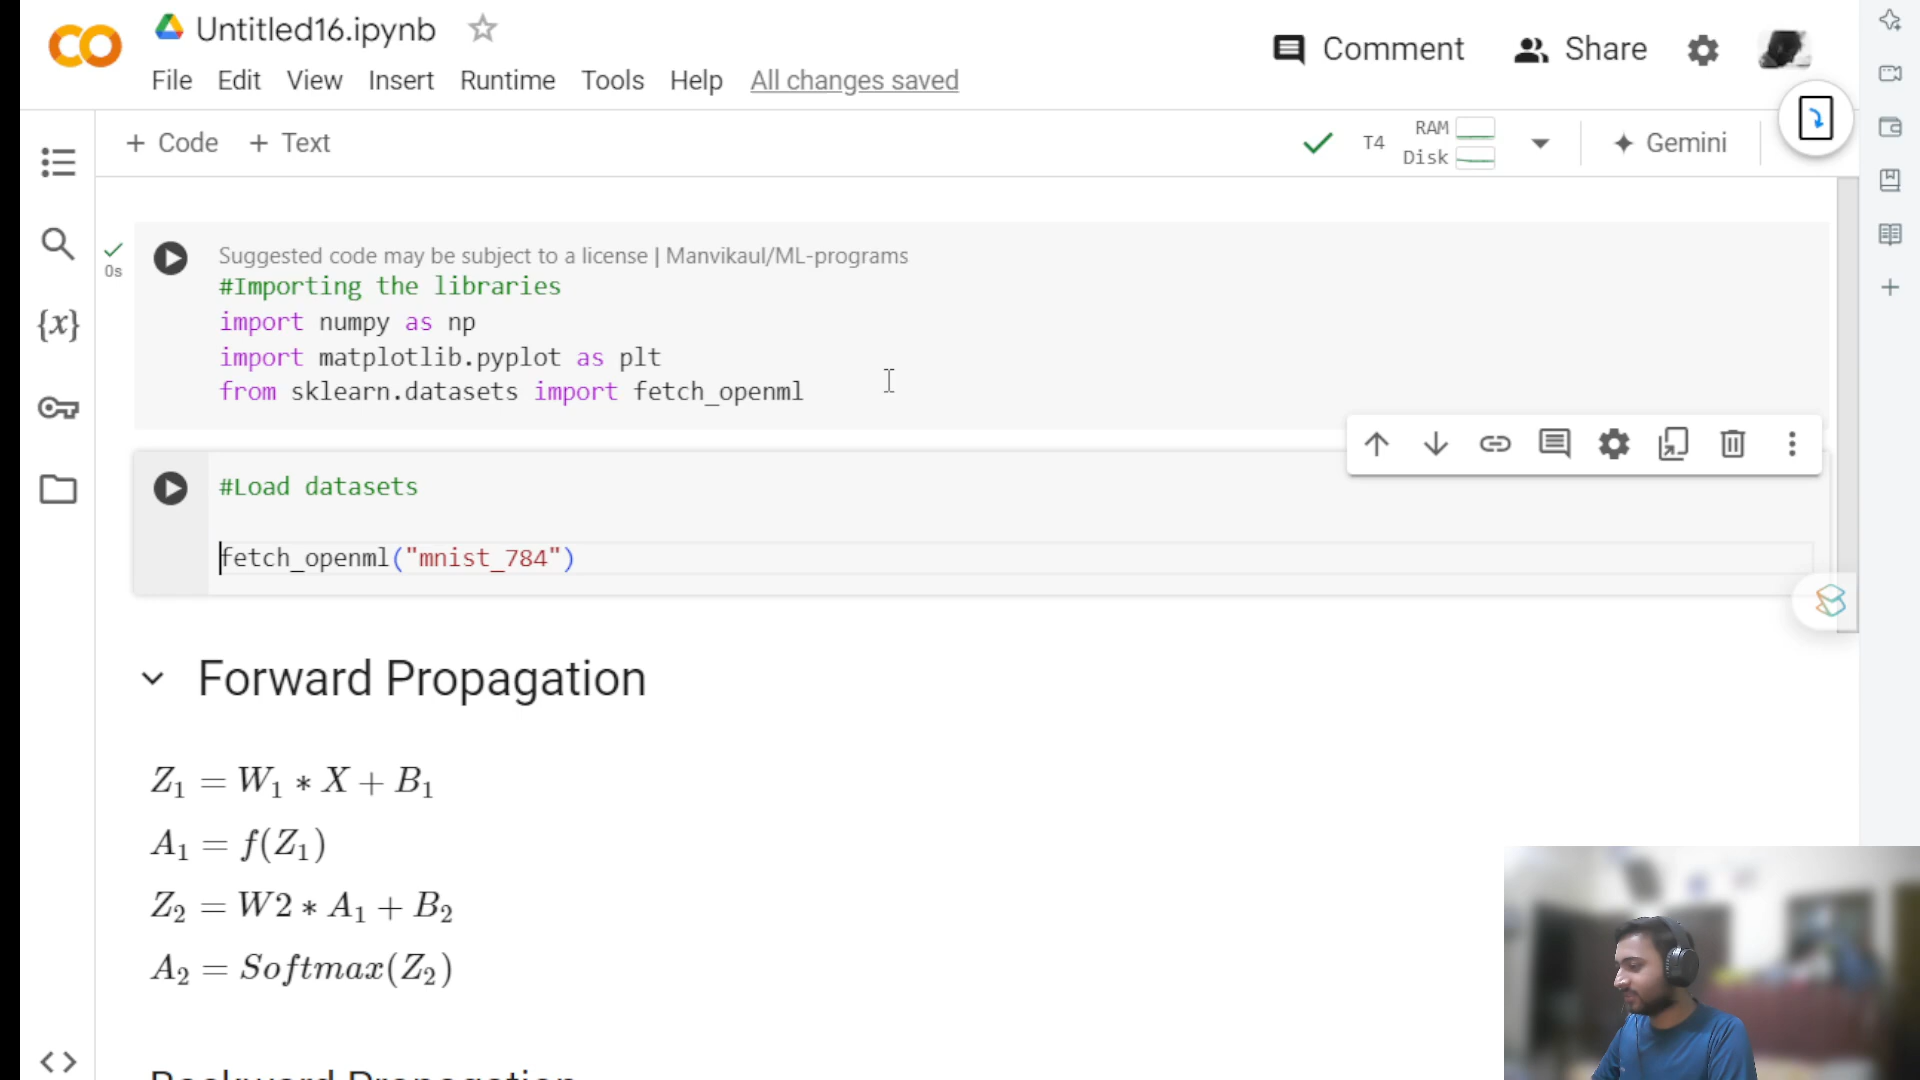 Untitled16.ipynb
Comment
Share
File Edit View Insert Runtime Tools Help All changes saved
+ Code + Text
T4
RAM
Disk
Gemini
{x}
0s
Suggested code may be subject to a license | Manvikaul/ML-programs
#Importing the libraries
import numpy as np
import matplotlib.pyplot as plt
from sklearn.datasets import fetch_openml
#Load datasets
fetch_openml("mnist_784")
Forward Propagation
Z₁ = W₁ * X + B₁
A₁ = f(Z₁)
Z₂ = W2 * A₁ + B₂
A₂ = Softmax(Z₂)
Backward Propagation